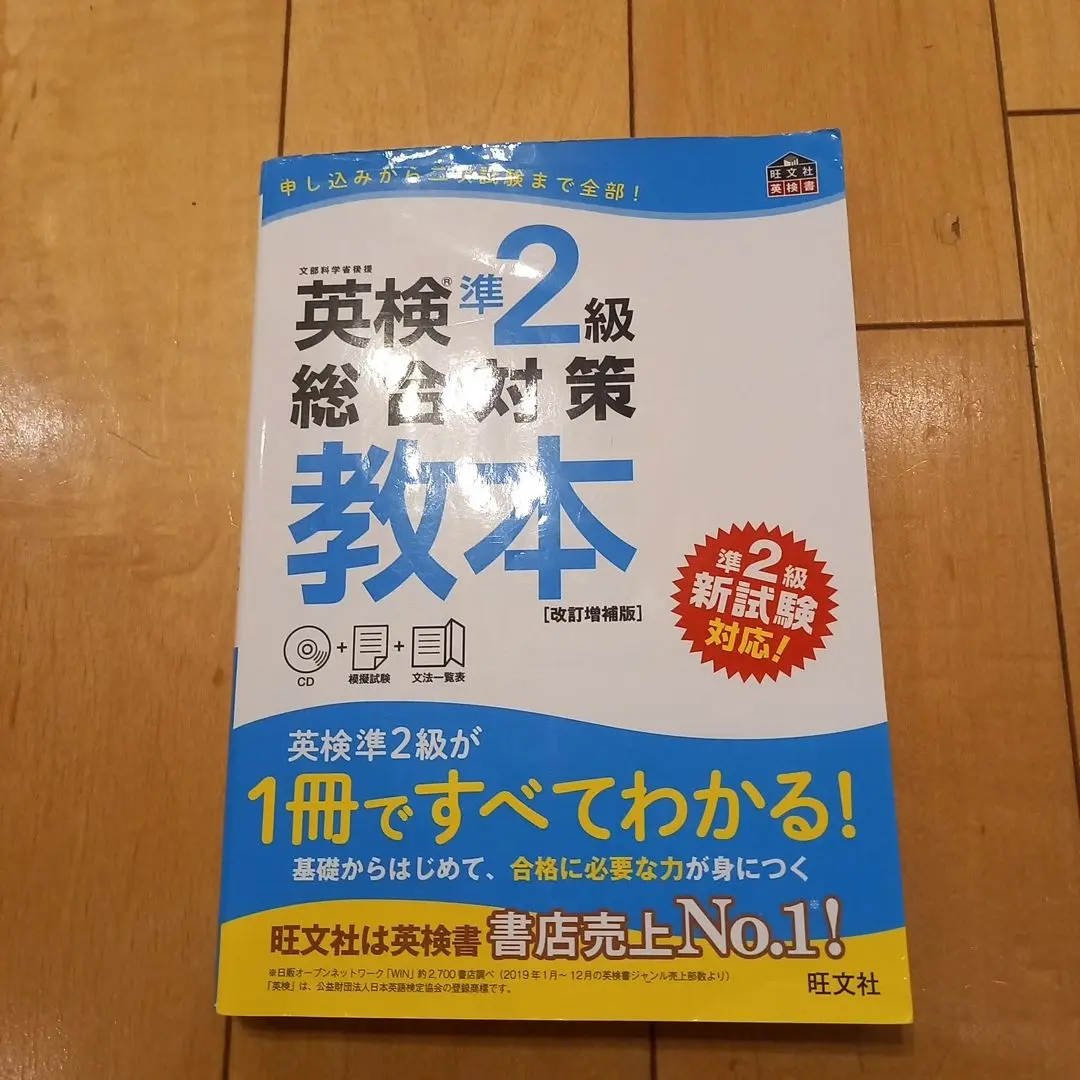 申し込みから二次試験まで全部！
旺文社
英検書
文部科学省後援
英検®準2級
総合対策
教本
[改訂増補版]
準2級
新試験
対応！
CD
+
模擬試験
+
文法一覧表
英検準2級が
1冊ですべてわかる！
基礎からはじめて、合格に必要な力が身につく
旺文社は英検書 書店売上No.1※！
※日販オープンネットワーク「WIN」約2,700書店調べ（2019年1月～12月の英検書ジャンル売上部数より）
「英検」は、公益財団法人日本英語検定協会の登録商標です。
旺文社